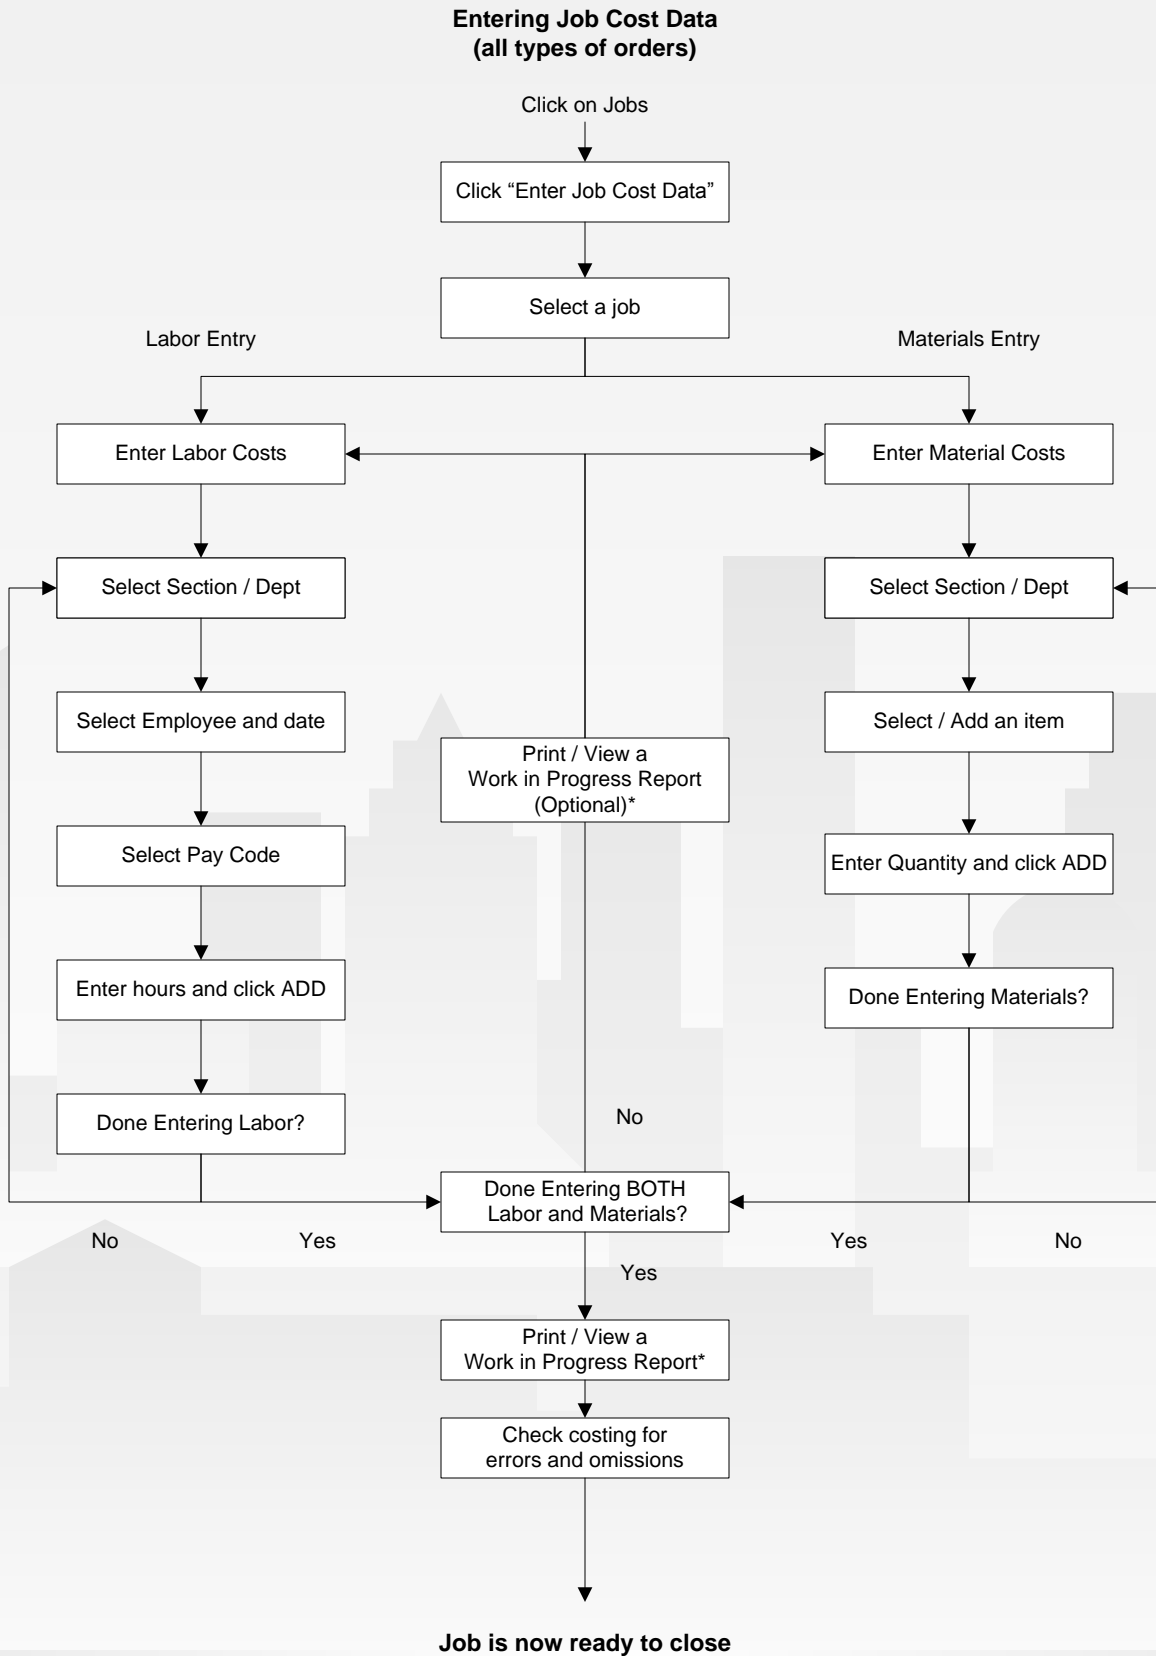 Entering Job Cost Data
(all types of orders)
Click on Jobs
Click “Enter Job Cost Data”
Select a job
Labor Entry
Materials Entry
Enter Labor Costs
Enter Material Costs
Select Section / Dept
Select Section / Dept
Select Employee and date
Select / Add an item
Print / View a
Work in Progress Report
(Optional)*
Select Pay Code
Enter Quantity and click ADD
Enter hours and click ADD
Done Entering Materials?
Done Entering Labor?
No
Done Entering BOTH
Labor and Materials?
No
Yes
Yes
No
Yes
Print / View a
Work in Progress Report*
Check costing for
errors and omissions
Job is now ready to close